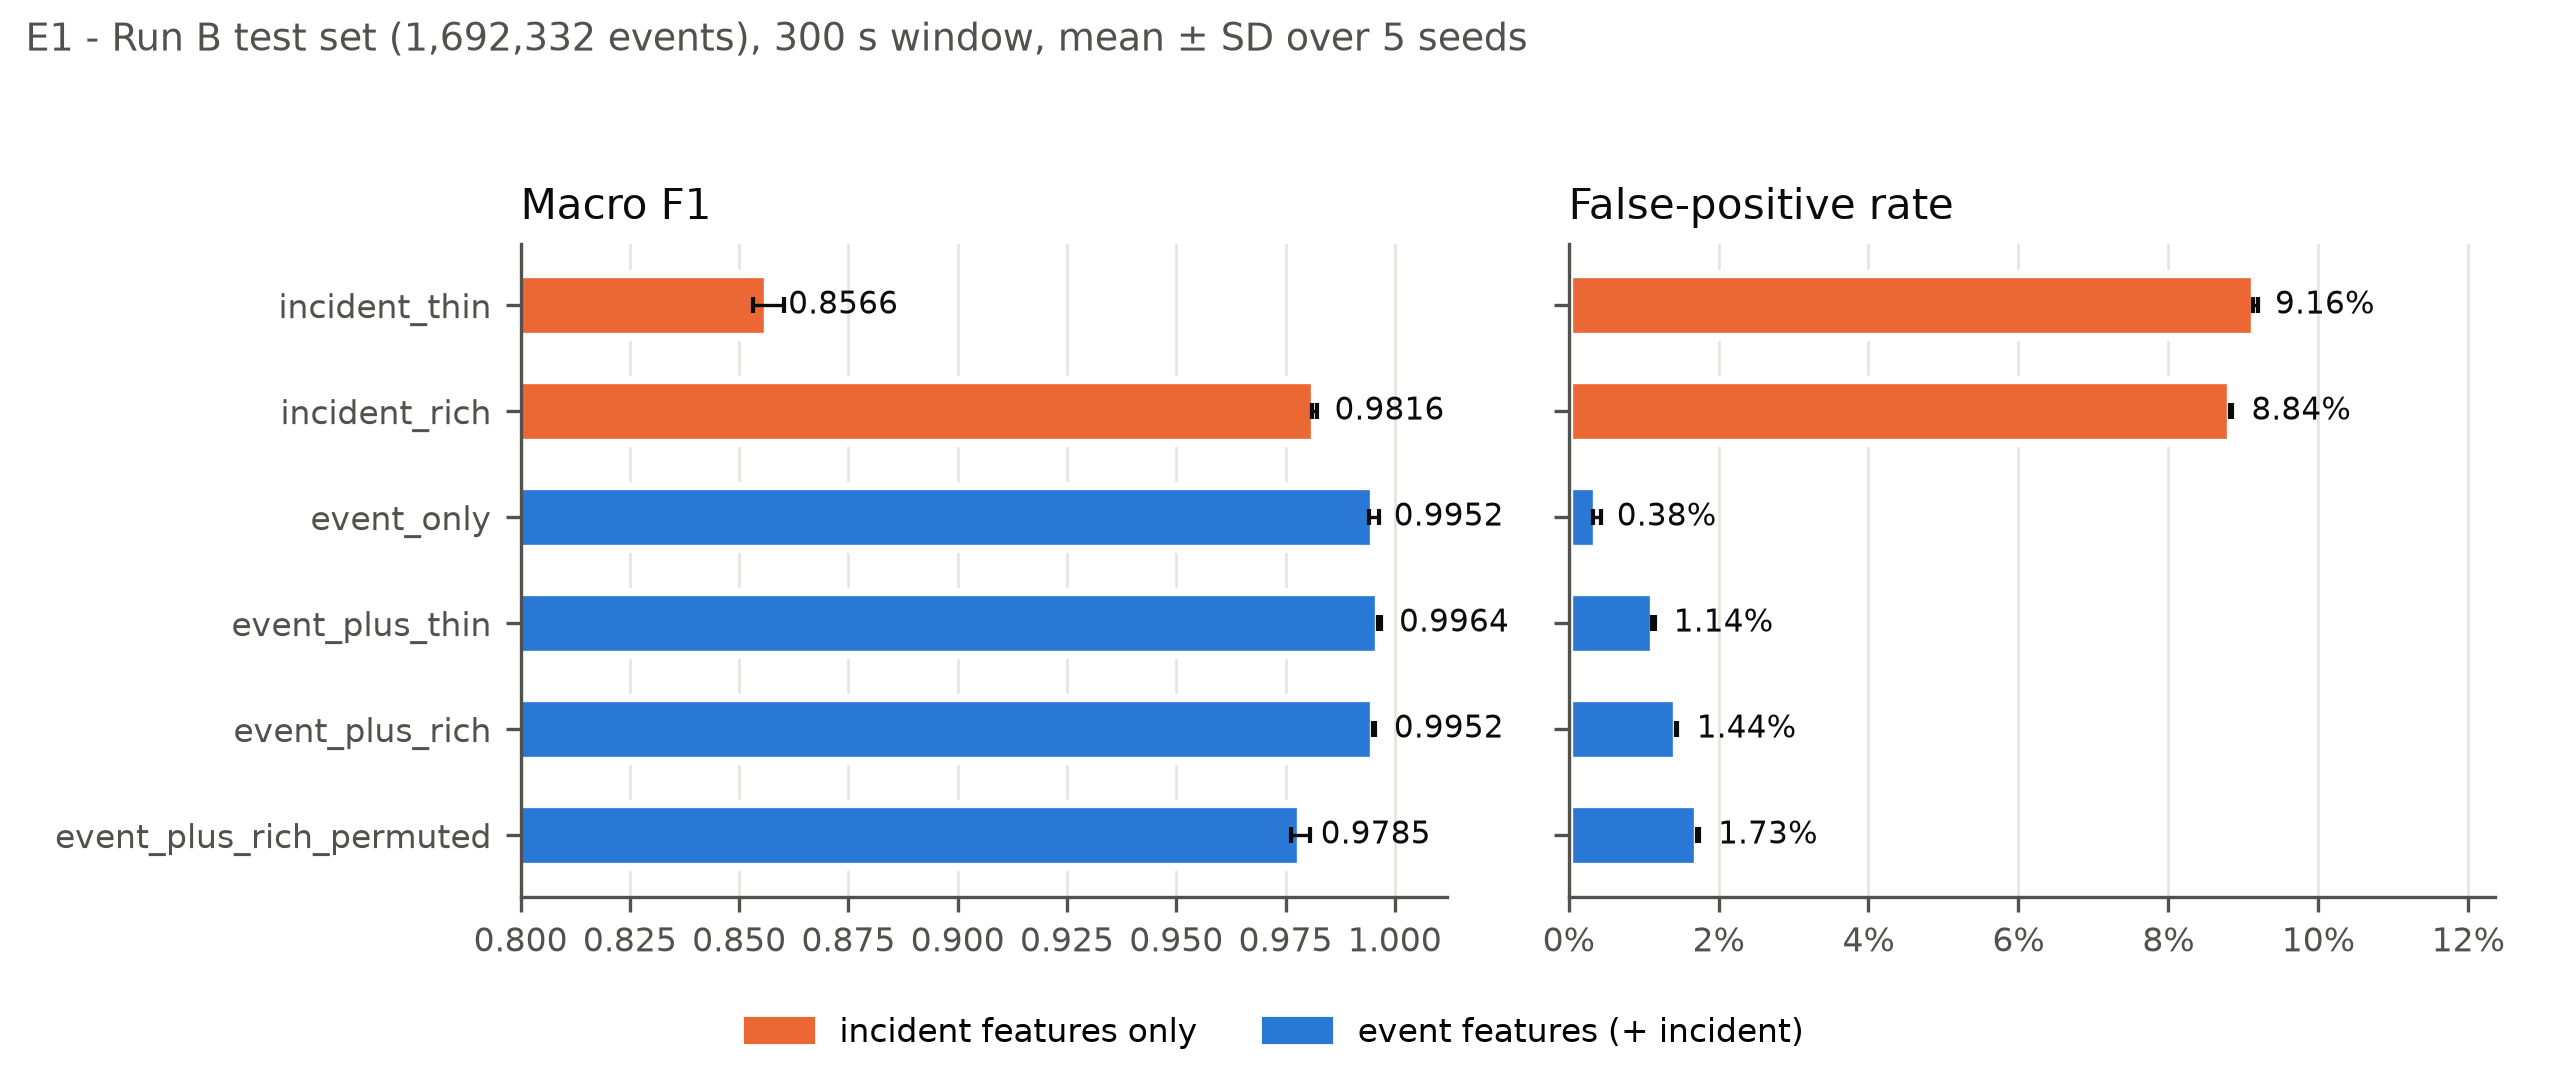 E1 - Run B test set (1,692,332 events), 300 s window, mean ± SD over 5 seeds
Macro F1
False-positive rate
incident_thin
0.8566
9.16%
incident_rich
0.9816
8.84%
event_only
0.9952
0.38%
event_plus_thin
0.9964
1.14%
event_plus_rich
0.9952
1.44%
event_plus_rich_permuted
0.9785
1.73%
0.800 0.825 0.850 0.875 0.900 0.925 0.950 0.975 1.000
0% 2% 4% 6% 8% 10% 12%
incident features only
event features (+ incident)